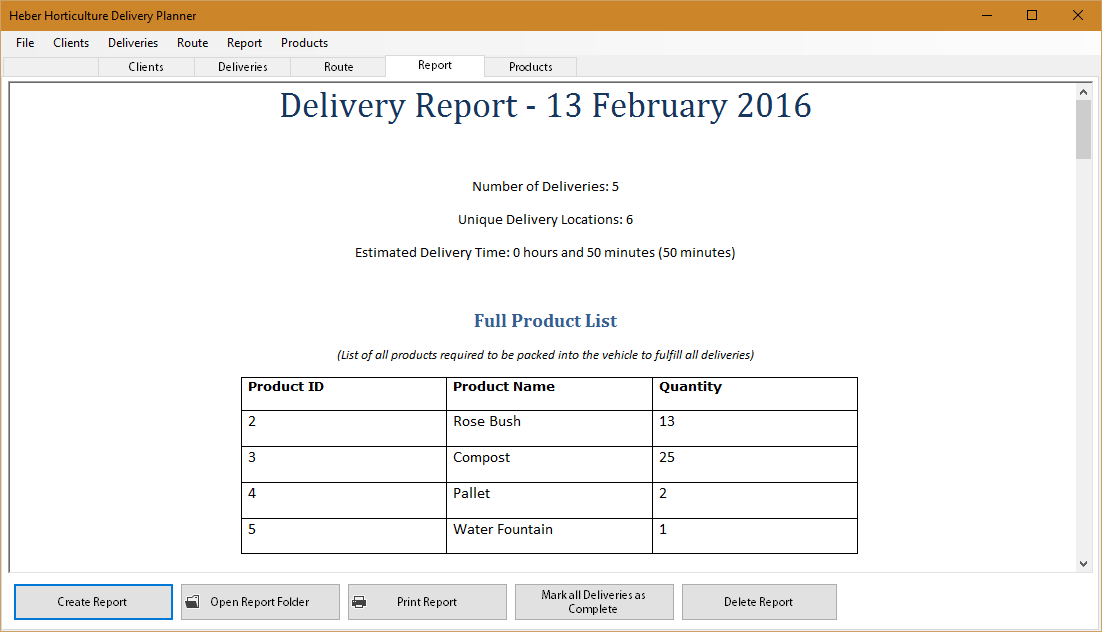 Heber Horticulture Delivery Planner
File Clients Deliveries Route Report Products
Clients Deliveries Route Report Products
Delivery Report - 13 February 2016
Number of Deliveries: 5
Unique Delivery Locations: 6
Estimated Delivery Time: 0 hours and 50 minutes (50 minutes)
Full Product List
(List of all products required to be packed into the vehicle to fulfill all deliveries)
Product ID Product Name Quantity
2 Rose Bush 13
3 Compost 25
4 Pallet 2
5 Water Fountain 1
Create Report Open Report Folder Print Report Mark all Deliveries as Complete Delete Report